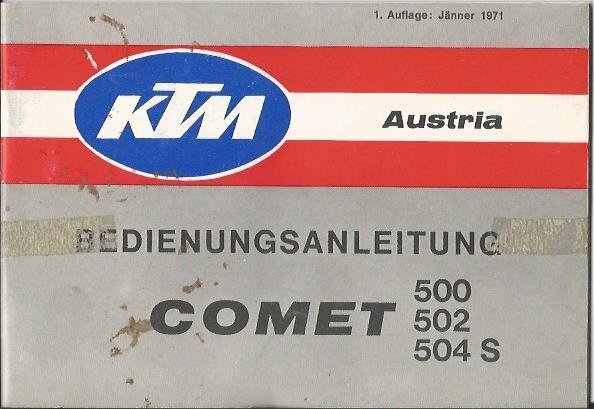 1. Auflage: Jänner 1971
KTM
Austria
BEDIENUNGSANLEITUNG
COMET
500
502
504 S